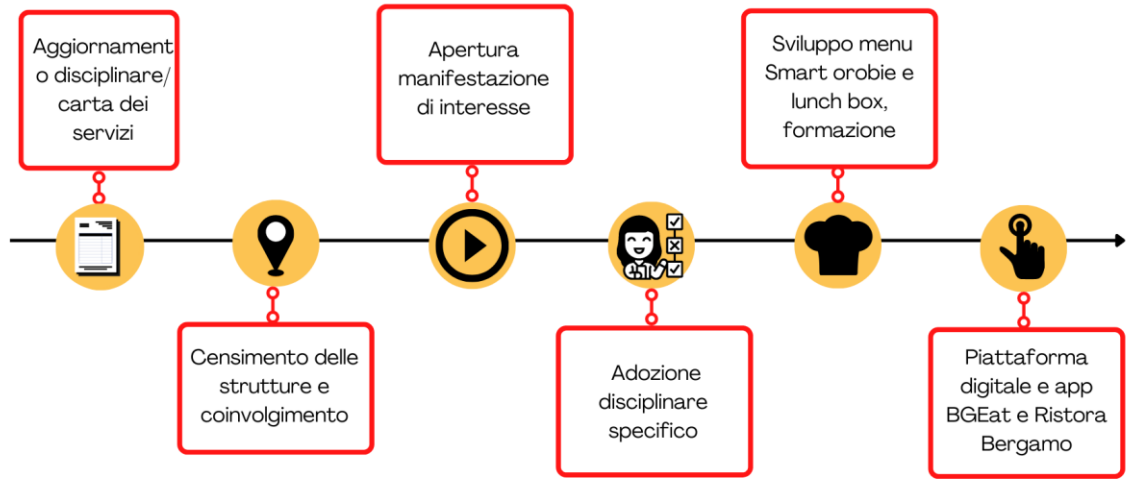 Aggiornament
o disciplinare/
carta dei
servizi
Censimento delle
strutture e
coinvolgimento
Apertura
manifestazione
di interesse
Adozione
disciplinare
specifico
Sviluppo menu
Smart orobie e
lunch box,
formazione
Piattaforma
digitale e app
BGEat e Ristora
Bergamo